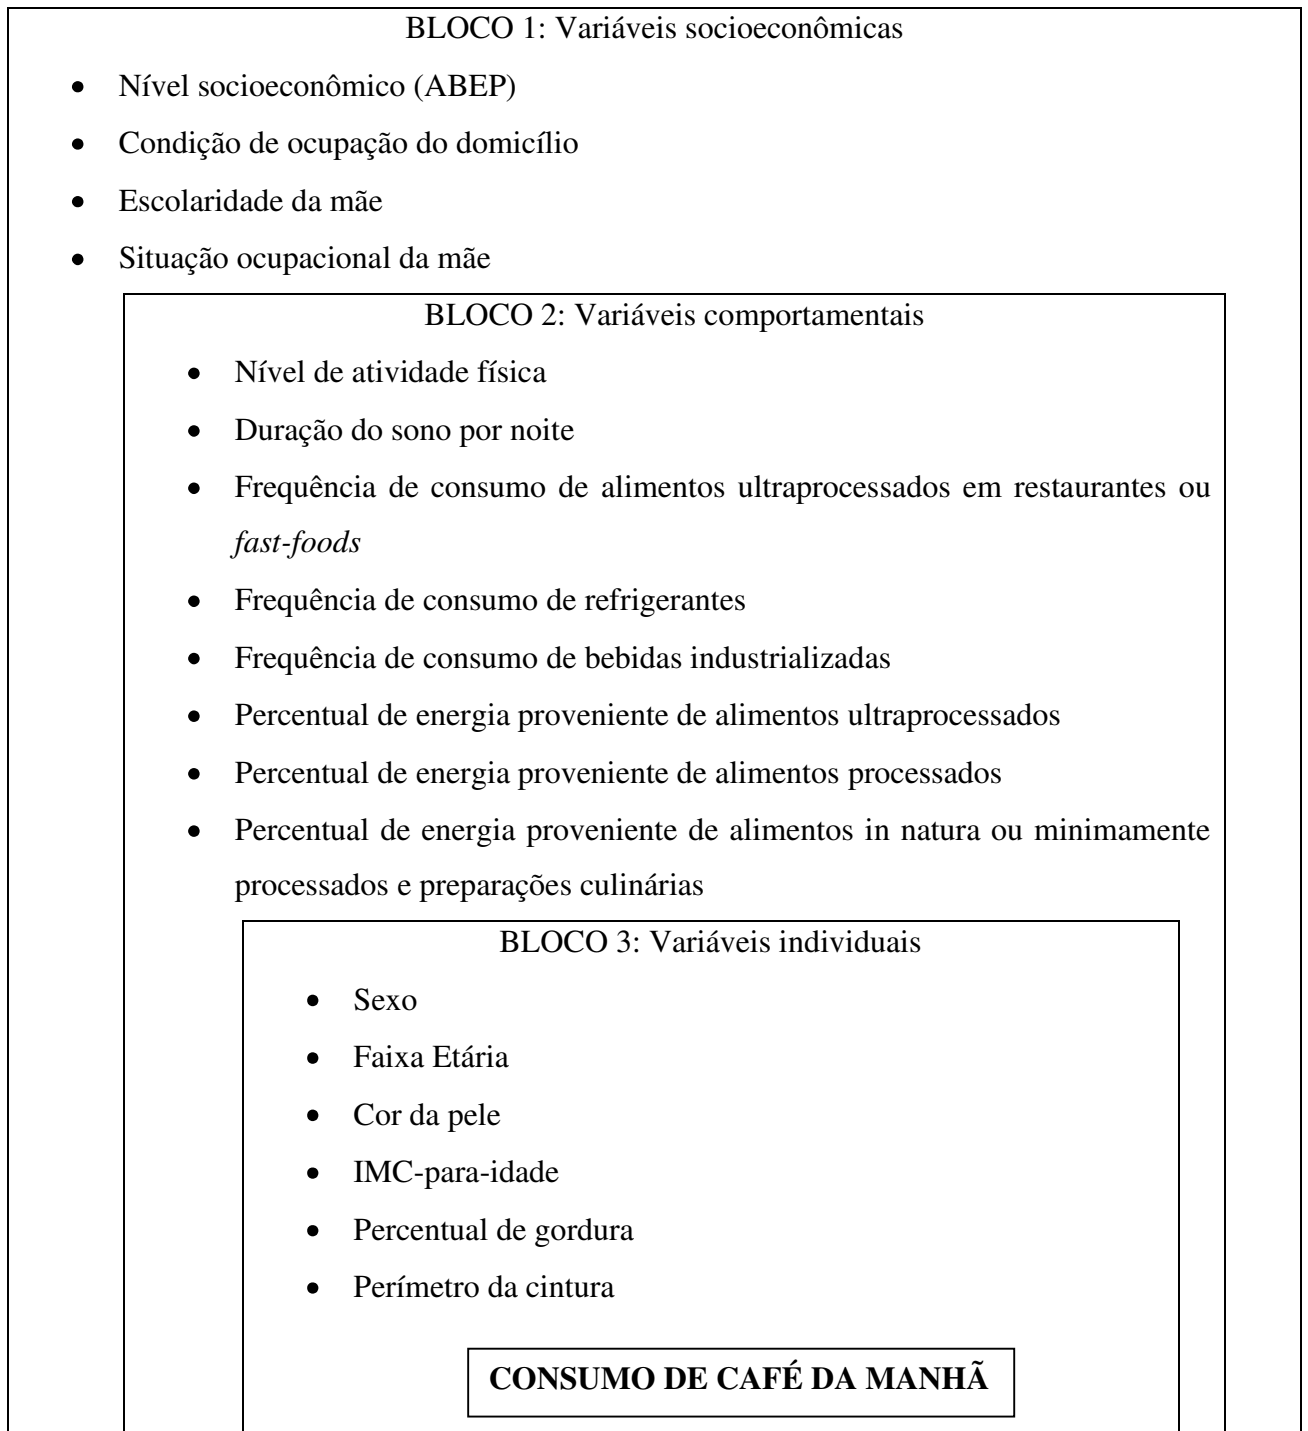 BLOCO 1: Variáveis socioeconômicas
• Nível socioeconômico (ABEP)
• Condição de ocupação do domicílio
• Escolaridade da mãe
• Situação ocupacional da mãe
BLOCO 2: Variáveis comportamentais
• Nível de atividade física
• Duração do sono por noite
• Frequência de consumo de alimentos ultraprocessados em restaurantes ou
fast-foods
• Frequência de consumo de refrigerantes
• Frequência de consumo de bebidas industrializadas
• Percentual de energia proveniente de alimentos ultraprocessados
• Percentual de energia proveniente de alimentos processados
• Percentual de energia proveniente de alimentos in natura ou minimamente
processados e preparações culinárias
BLOCO 3: Variáveis individuais
• Sexo
• Faixa Etária
• Cor da pele
• IMC-para-idade
• Percentual de gordura
• Perímetro da cintura
CONSUMO DE CAFÉ DA MANHÃ